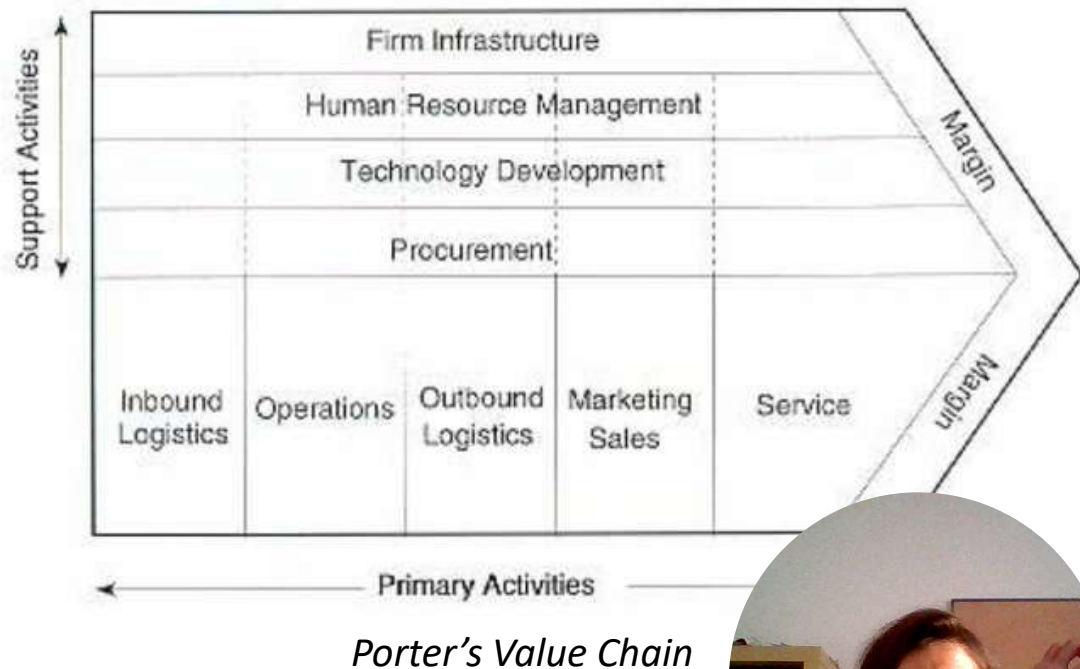 Support Activities
Firm Infrastructure
Human Resource Management
Technology Development
Procurement
Margin
Inbound
Logistics
Operations
Outbound
Logistics
Marketing
Sales
Service
Margin
Primary Activities
Porter's Value Chain